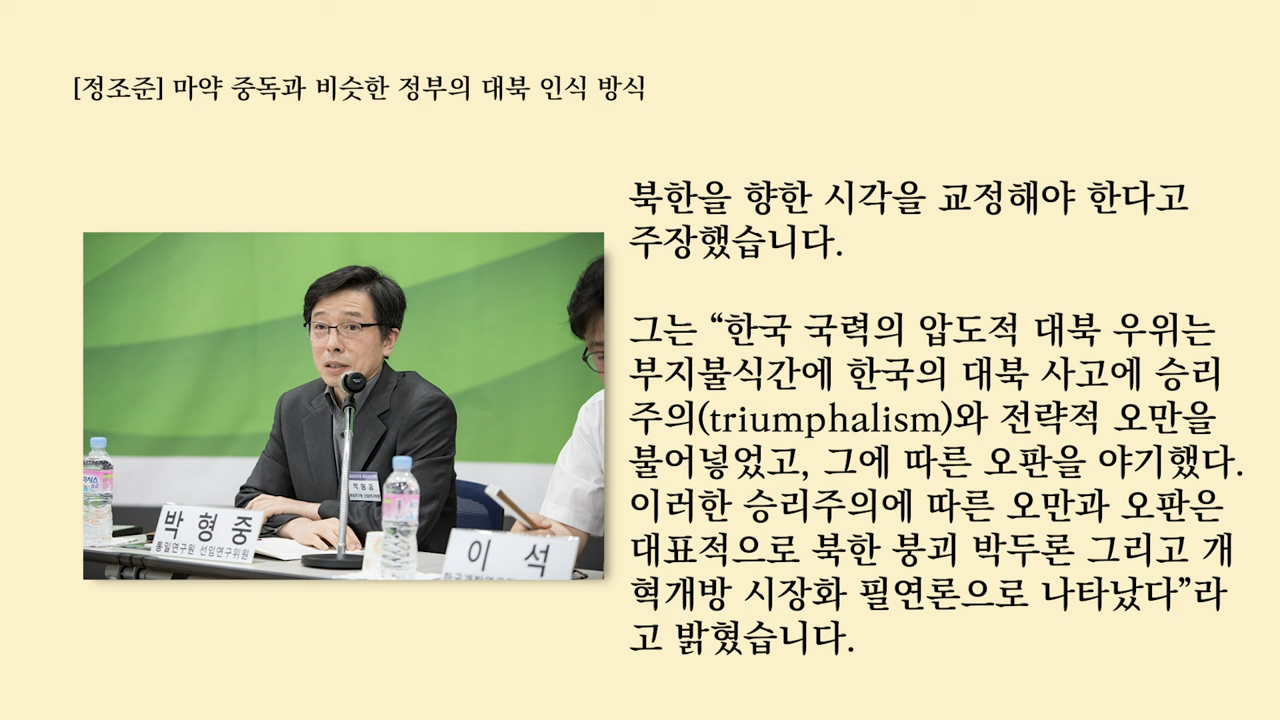 [정조준] 마약 중독과 비슷한 정부의 대북 인식 방식
북한을 향한 시각을 교정해야 한다고
주장했습니다.
그는 “한국 국력의 압도적 대북 우위는
부지불식간에 한국의 대북 사고에 승리
주의(triumphalism)와 전략적 오만을
불어넣었고, 그에 따른 오판을 야기했다.
이러한 승리주의에 따른 오만과 오판은
대표적으로 북한 붕괴 박두론 그리고 개
혁개방 시장화 필연론으로 나타났다”라
고 밝혔습니다.
박형중
통일연구원 선임연구위원
박형중
이석